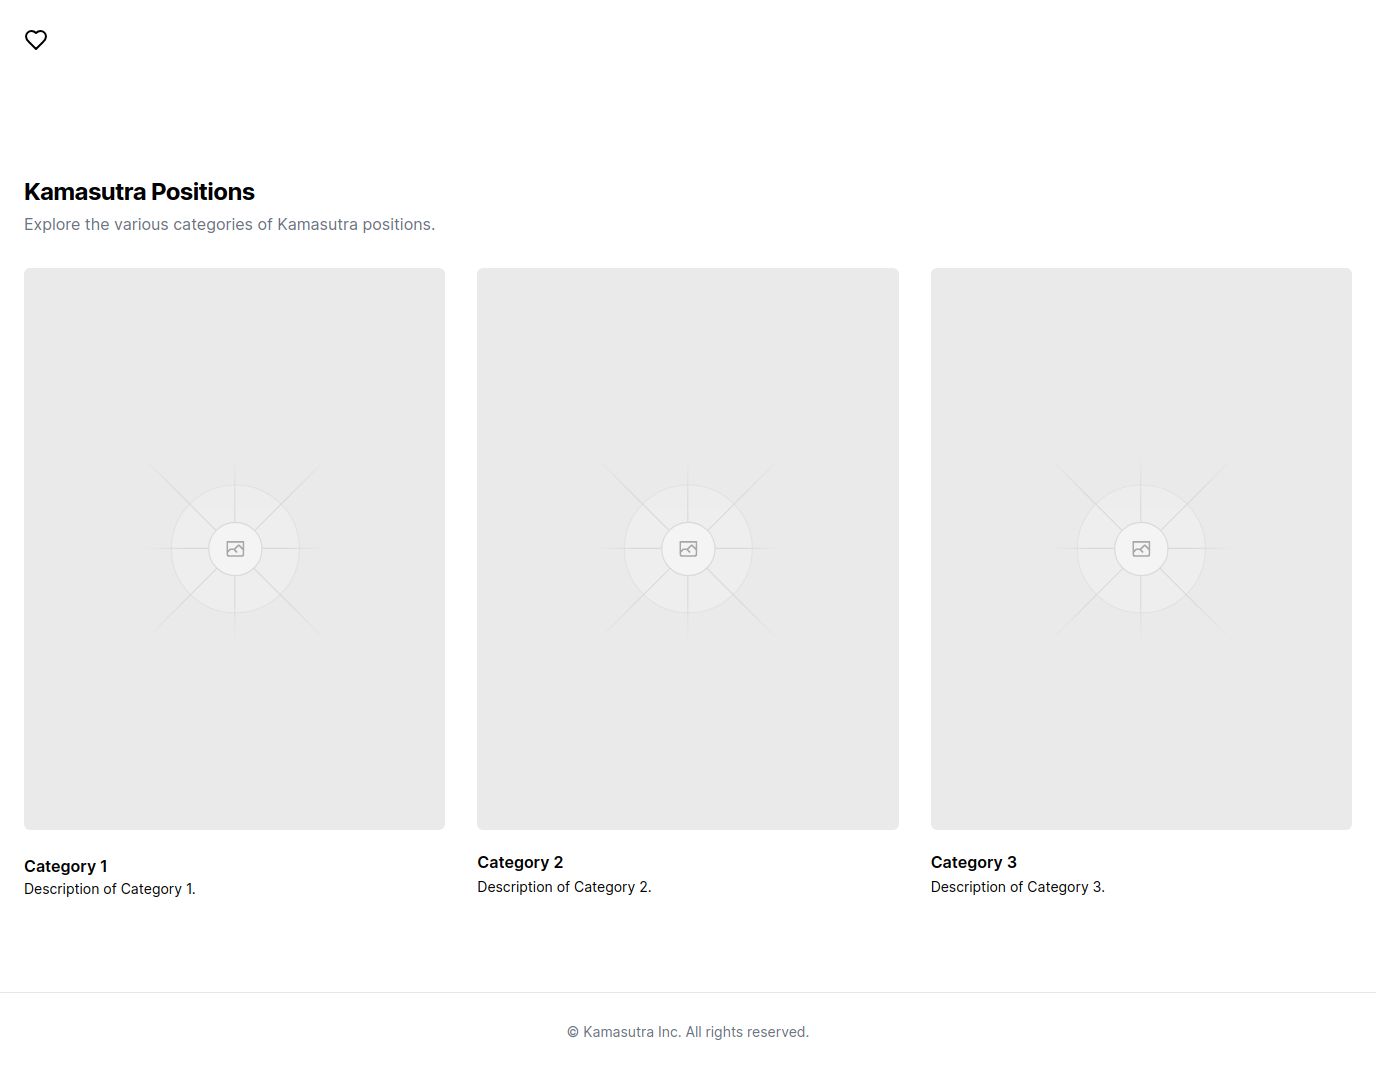 Kamasutra Positions
Explore the various categories of Kamasutra positions.
Category 1
Description of Category 1.
Category 2
Description of Category 2.
Category 3
Description of Category 3.
© Kamasutra Inc. All rights reserved.